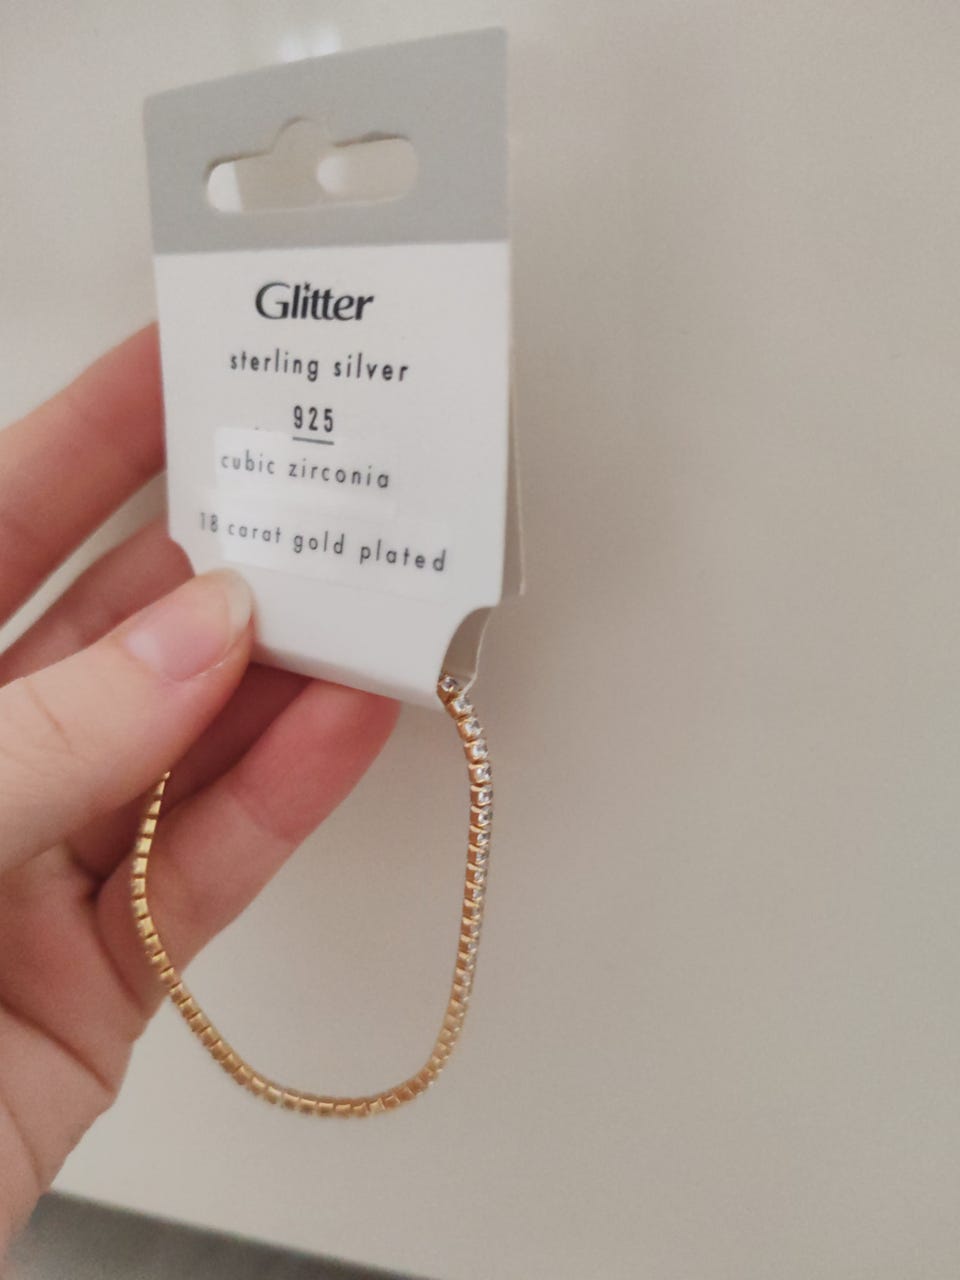 Glitter
sterling silver
925
cubic zirconia
18 carat gold plated